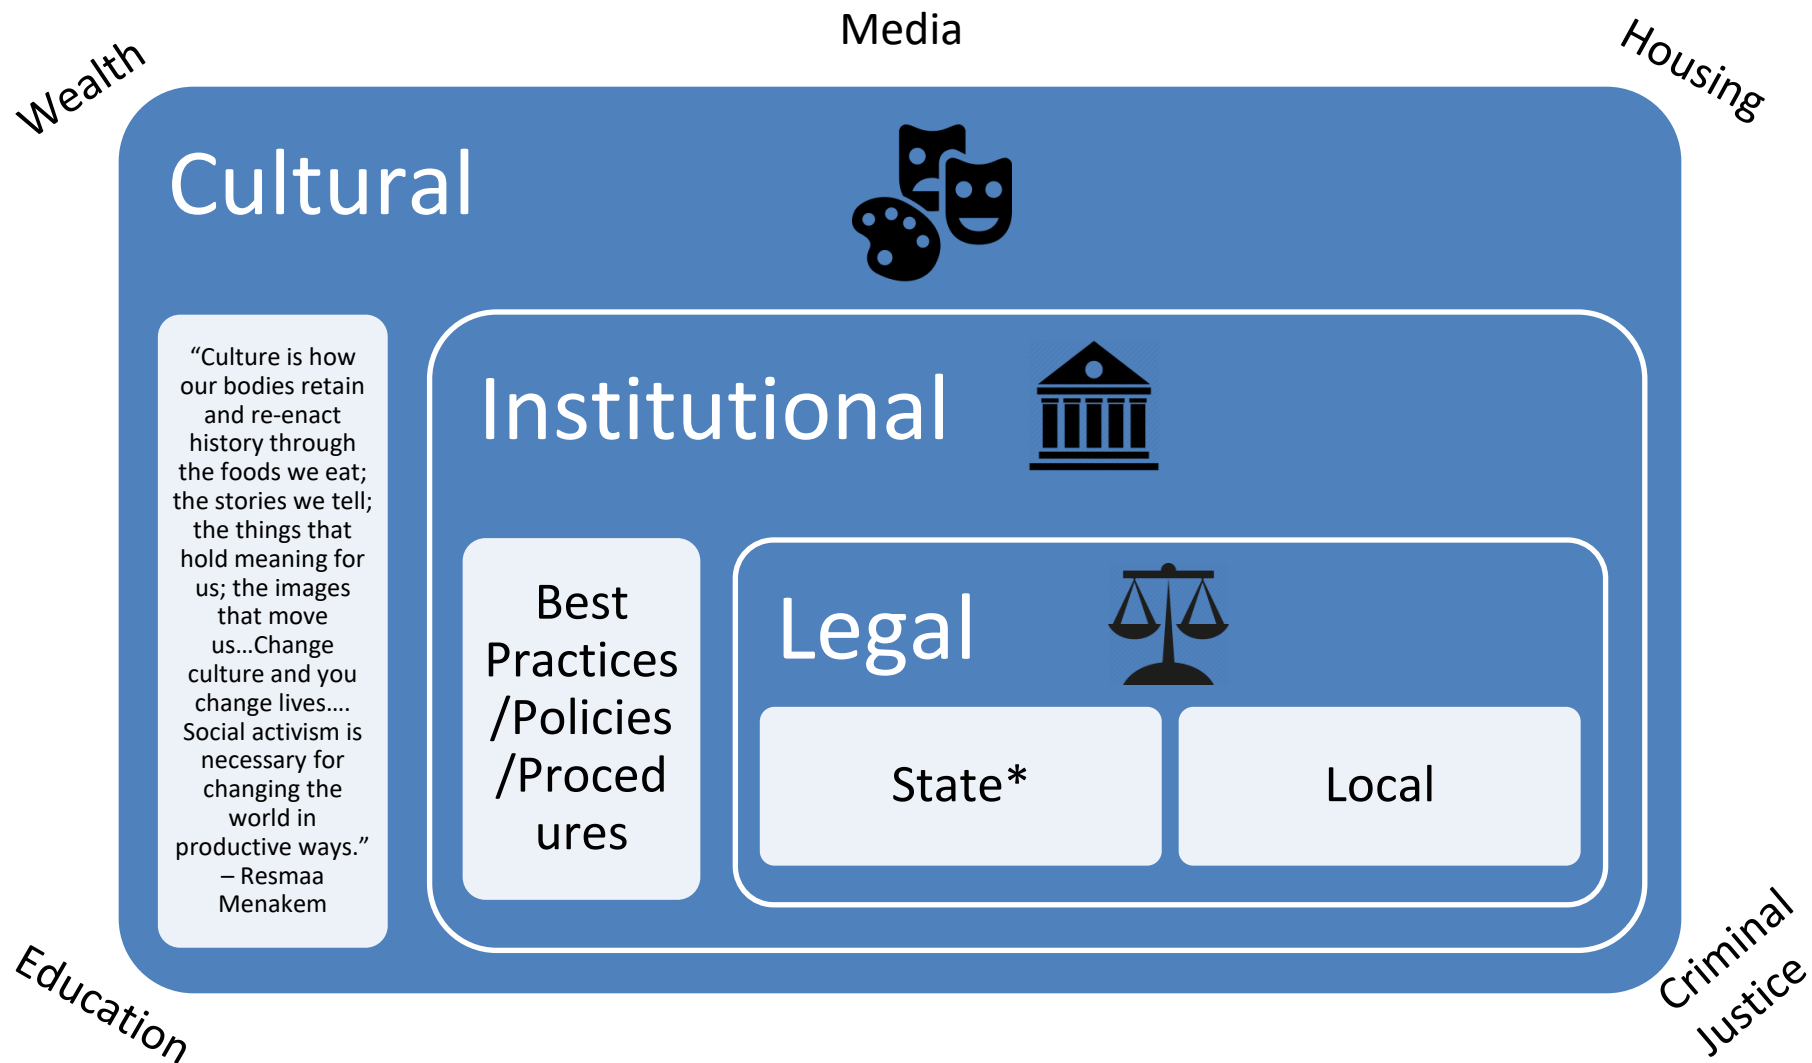 Media
Wealth
Housing
Cultural
“Culture is how
our bodies retain
and re-enact
history through
the foods we eat;
the stories we tell;
the things that
hold meaning for
us; the images
that move
us…Change
culture and you
change lives….
Social activism is
necessary for
changing the
world in
productive ways.”
– Resmaa
Menakem
Institutional
Best
Practices
/Policies
/Proced
ures
Legal
State*
Local
Education
Criminal
Justice